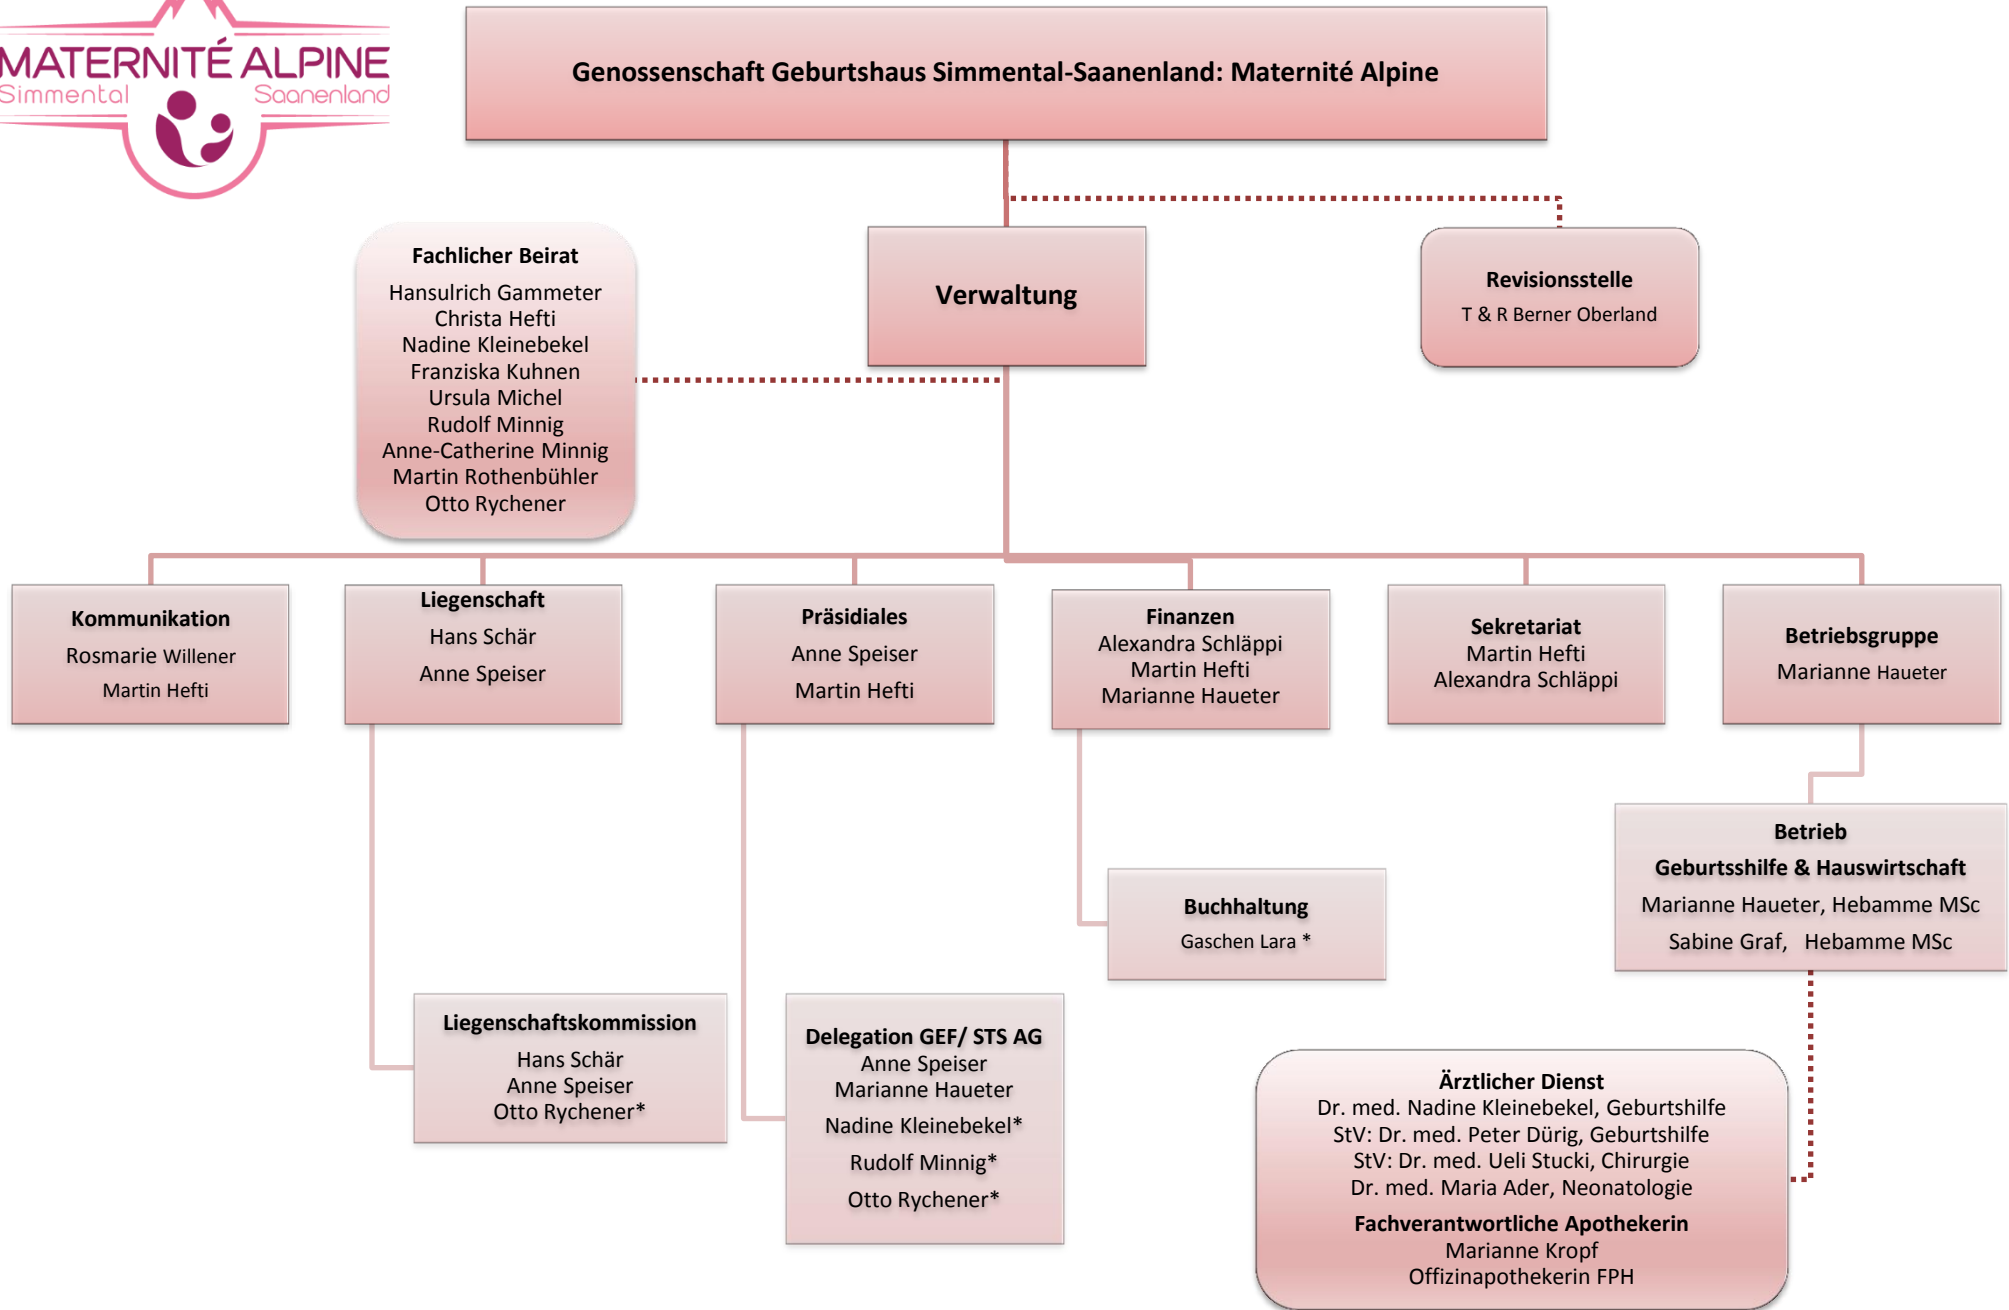 MATERNITÉ ALPINE
Simmental Saanenland
Genossenschaft Geburtshaus Simmental-Saanenland: Maternité Alpine
Fachlicher Beirat
Hansulrich Gammeter
Christa Hefti
Nadine Kleinebekel
Franziska Kuhnen
Ursula Michel
Rudolf Minnig
Anne-Catherine Minnig
Martin Rothenbühler
Otto Rychener
Verwaltung
Revisionsstelle
T & R Berner Oberland
Kommunikation
Rosmarie Willener
Martin Hefti
Liegenschaft
Hans Schär
Anne Speiser
Präsidiales
Anne Speiser
Martin Hefti
Finanzen
Alexandra Schläppi
Martin Hefti
Marianne Haueter
Sekretariat
Martin Hefti
Alexandra Schläppi
Betriebsgruppe
Marianne Haueter
Liegenschaftskommission
Hans Schär
Anne Speiser
Otto Rychener*
Delegation GEF/ STS AG
Anne Speiser
Marianne Haueter
Nadine Kleinebekel*
Rudolf Minnig*
Otto Rychener*
Buchhaltung
Gaschen Lara *
Betrieb
Geburtsshilfe & Hauswirtschaft
Marianne Haueter, Hebamme MSc
Sabine Graf, Hebamme MSc
Ärztlicher Dienst
Dr. med. Nadine Kleinebekel, Geburtshilfe
StV: Dr. med. Peter Dürig, Geburtshilfe
StV: Dr. med. Ueli Stucki, Chirurgie
Dr. med. Maria Ader, Neonatologie
Fachverantwortliche Apothekerin
Marianne Kropf
Offizinapothekerin FPH